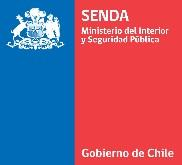 SENDA
Ministerio del Interior
y Seguridad Pública
Gobierno de Chile